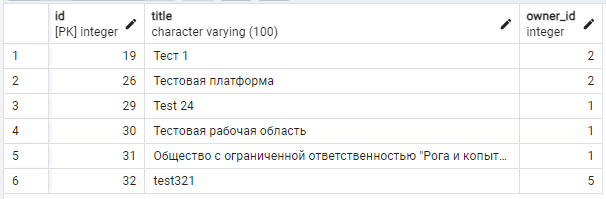 id title owner_id
[PK] integer character varying (100) integer
1 19 Тест 1 2
2 26 Тестовая платформа 2
3 29 Test 24 1
4 30 Тестовая рабочая область 1
5 31 Общество с ограниченной ответственностью "Рога и копыт... 1
6 32 test321 5